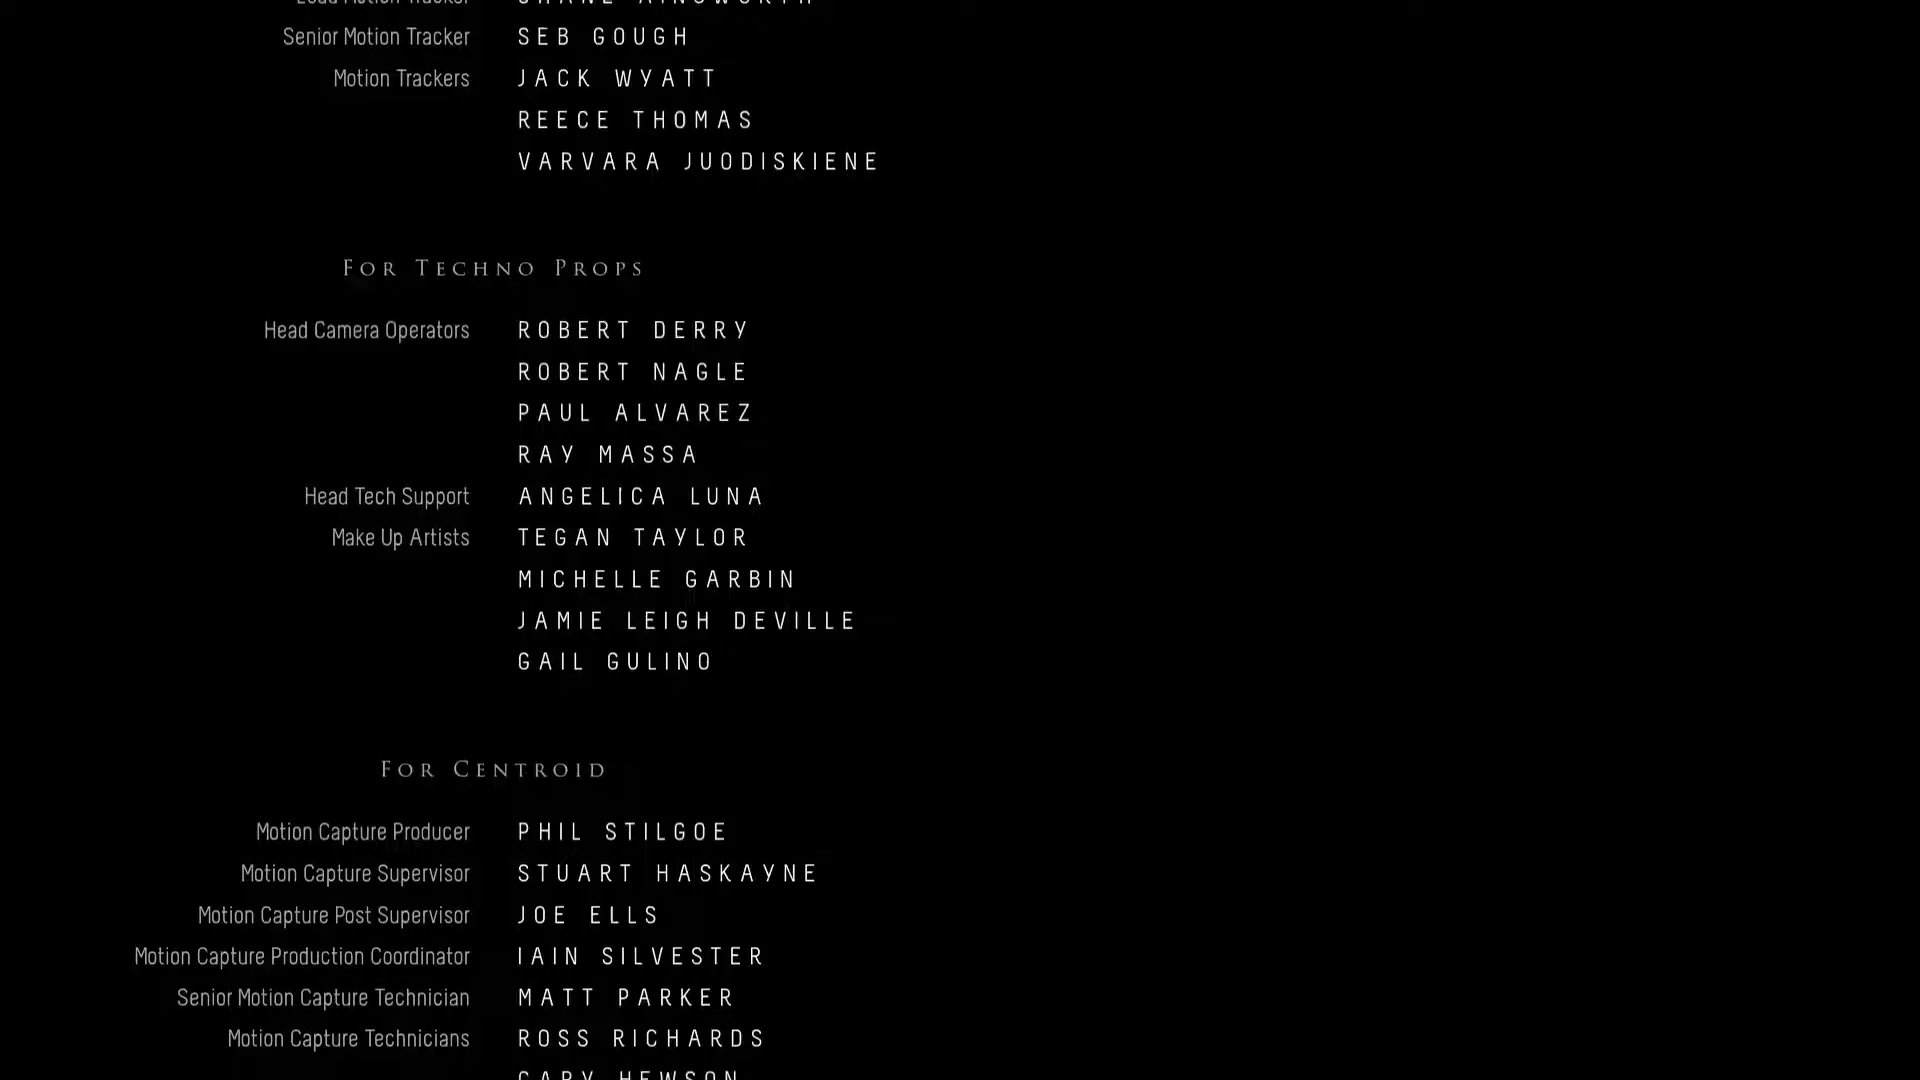 Senior Motion Tracker SEB GOUGH
Motion Trackers JACK WYATT
REECE THOMAS
VARVARA JUODISKIENE
FOR TECHNO PROPS
Head Camera Operators ROBERT DERRY
ROBERT NAGLE
PAUL ALVAREZ
RAY MASSA
Head Tech Support ANGELICA LUNA
Make Up Artists TEGAN TAYLOR
MICHELLE GARBIN
JAMIE LEIGH DEVILLE
GAIL GULINO
FOR CENTROID
Motion Capture Producer PHIL STILGOE
Motion Capture Supervisor STUART HASKAYNE
Motion Capture Post Supervisor JOE ELLS
Motion Capture Production Coordinator IAIN SILVESTER
Senior Motion Capture Technician MATT PARKER
Motion Capture Technicians ROSS RICHARDS